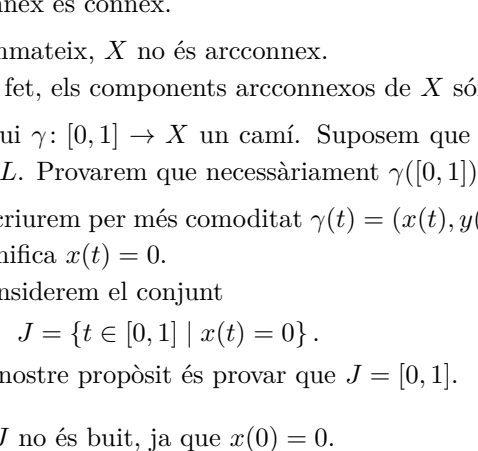 nnex és connex.
nmateix, X no és arcconnex.
fet, els components arcconnexos de X só
ui γ: [0, 1] → X un camí. Suposem que
L. Provarem que necessàriament γ([0, 1])
criurem per més comoditat γ(t) = (x(t), y(
nifica x(t) = 0.
nsiderem el conjunt
J = {t ∈ [0, 1] | x(t) = 0} .
nostre propòsit és provar que J = [0, 1].
J no és buit, ja que x(0) = 0.